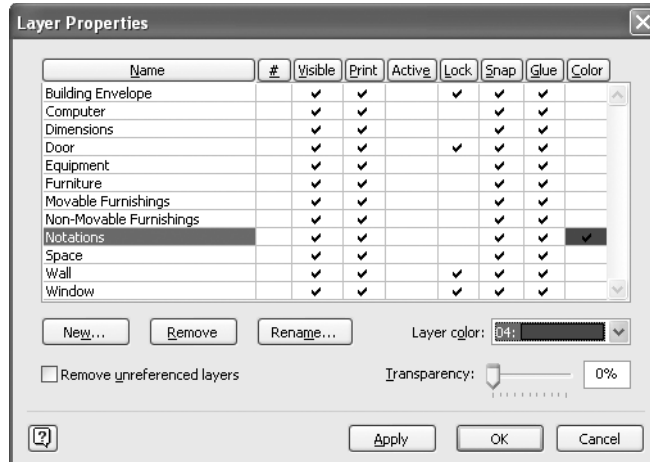 Layer Properties
Name # Visible Print Active Lock Snap Glue Color
Building Envelope
Computer
Dimensions
Door
Equipment
Furniture
Movable Furnishings
Non-Movable Furnishings
Notations
Space
Wall
Window
New... Remove Rename... Layer color: 04:
Remove unreferenced layers Transparency: 0%
? Apply OK Cancel